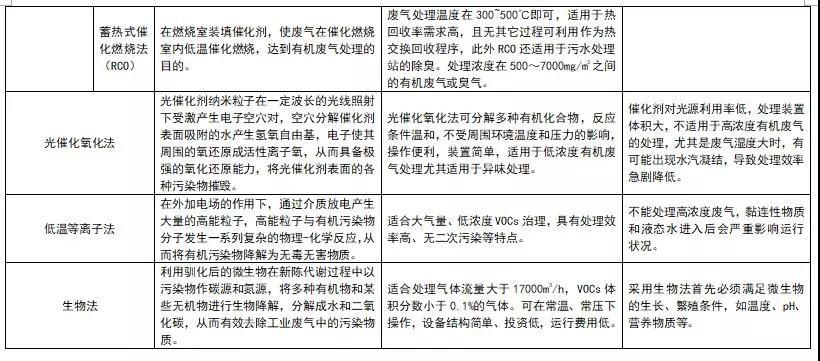 蓄热式催
化燃烧法
（RCO）
在燃烧室装填催化剂，使废气在催化燃烧
室内低温催化燃烧，达到有机废气处理的
目的。
废气处理温度在300~500℃即可，适用于热
回收率需求高，且无其它过程可利用作为热
交换回收程序，此外RCO还适用于污水处理
站的除臭。处理浓度在500～7000mg/㎥之间
的有机废气或臭气。
光催化氧化法
光催化剂纳米粒子在一定波长的光线照射
下受激产生电子空穴对，空穴分解催化剂
表面吸附的水产生氢氧自由基，电子使其
周围的氧还原成活性离子氧，从而具备极
强的氧化还原能力，将光催化剂表面的各
种污染物摧毁。
光催化氧化法可分解多种有机化合物，反应
条件温和，不受周围环境温度和压力的影响，
操作便利，装置简单，适用于低浓度有机废
气处理尤其适用于异味处理。
催化剂对光源利用率低，处理装置
体积大，不适用于高浓度有机废气
的处理，尤其是废气湿度大时，有
可能出现水汽凝结，导致处理效率
急剧降低。
低温等离子法
在外加电场的作用下，通过介质放电产生
大量的高能粒子，高能粒子与有机污染物
分子发生一系列复杂的物理-化学反应，从
而将有机污染物降解为无毒无害物质。
适合大气量、低浓度VOCs治理，具有处理效
率高、无二次污染等特点。
不能处理高浓度废气，黏连性物质
和液态水进入后会严重影响运行
状况。
生物法
利用驯化后的微生物在新陈代谢过程中以
污染物作碳源和氮源，将多种有机物和某
些无机物进行生物降解，分解成水和二氧
化碳，从而有效去除工业废气中的污染物
质。
适合处理气体流量大于17000m³/h，VOCs体
积分数小于0.1%的气体。可在常温、常压下
操作，设备结构简单、投资低，运行费用低。
采用生物法首先必须满足微生物
的生长、繁殖条件，如温度、pH、
营养物质等。